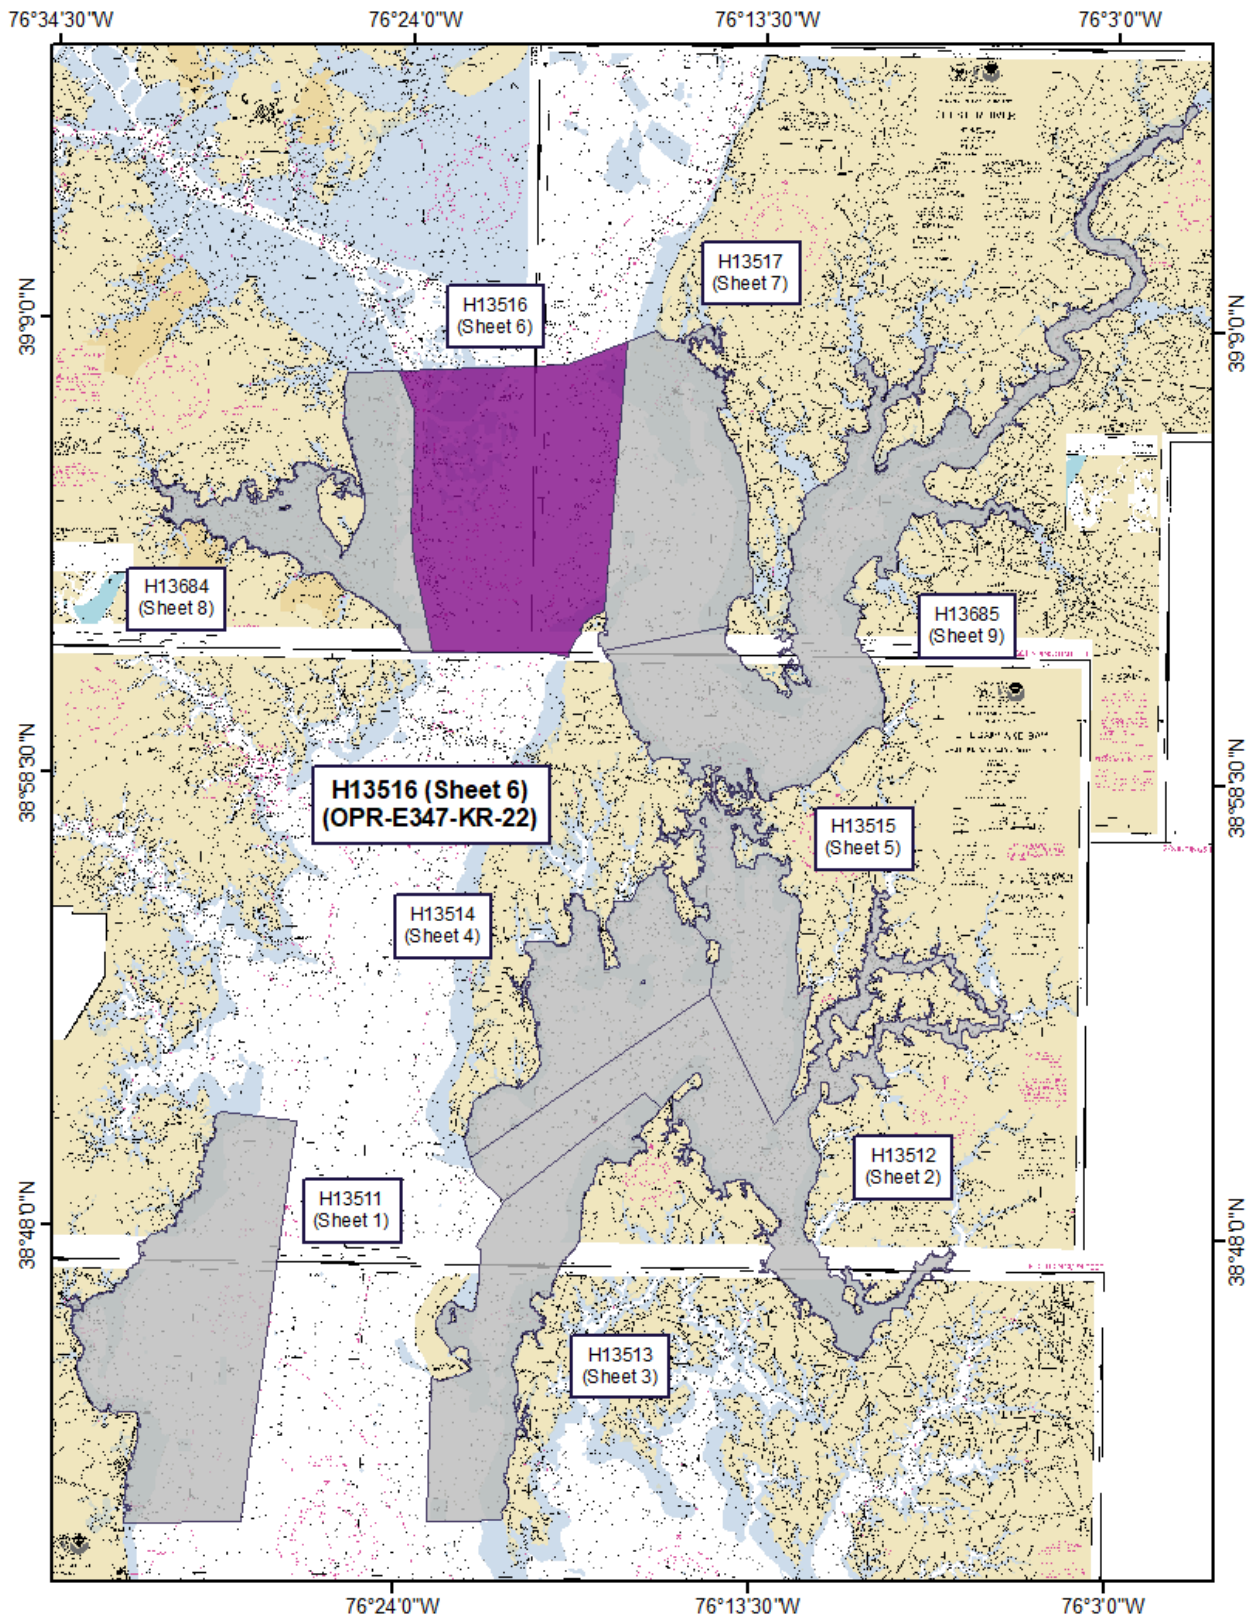 76°34'30"W
76°24'0"W
76°13'30"W
76°3'0"W
H13517
(Sheet 7)
H13516
(Sheet 6)
39°9'0"N
39°9'0"N
H13684
(Sheet 8)
H13685
(Sheet 9)
38°58'30"N
38°58'30"N
H13516 (Sheet 6)
(OPR-E347-KR-22)
H13515
(Sheet 5)
H13514
(Sheet 4)
H13512
(Sheet 2)
H13511
(Sheet 1)
38°48'0"N
38°48'0"N
H13513
(Sheet 3)
76°24'0"W
76°13'30"W
76°3'0"W